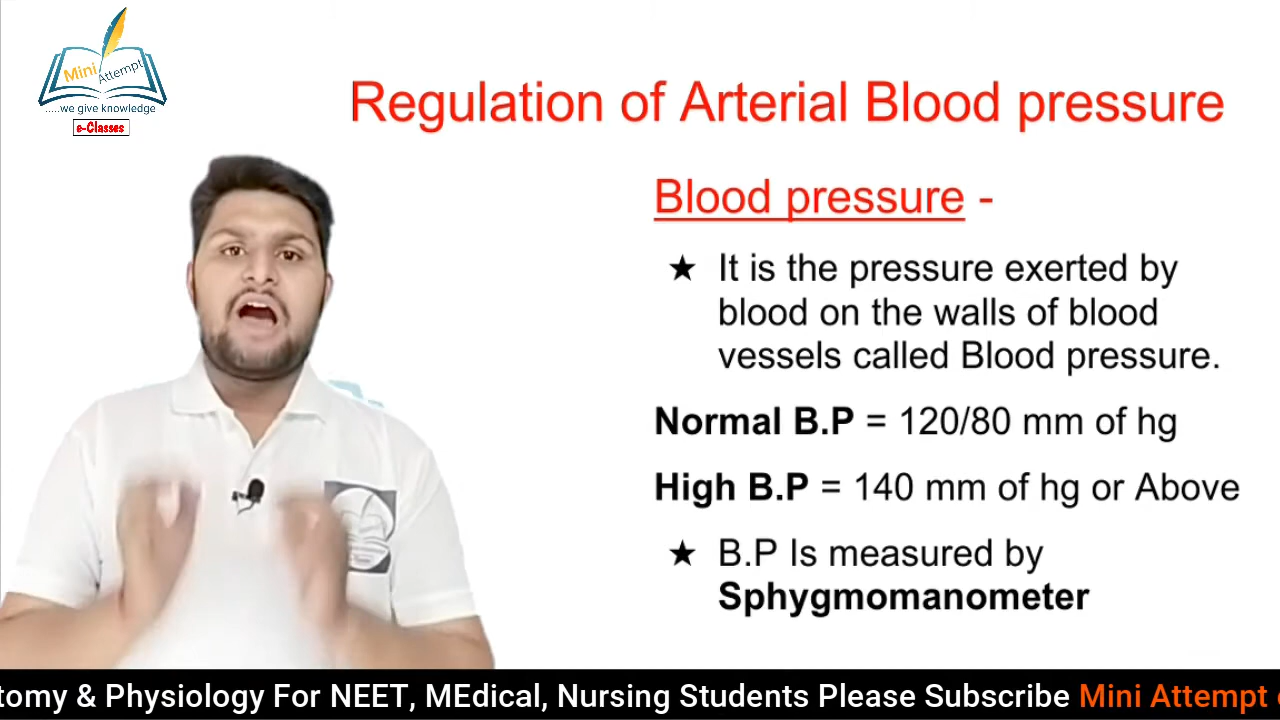 Mini Attempt
.....we give knowledge
e-Classes
Regulation of Arterial Blood pressure
Blood pressure -
★ It is the pressure exerted by
blood on the walls of blood
vessels called Blood pressure.
Normal B.P = 120/80 mm of hg
High B.P = 140 mm of hg or Above
★ B.P Is measured by
Sphygmomanometer
tomy & Physiology For NEET, MEdical, Nursing Students Please Subscribe Mini Attempt